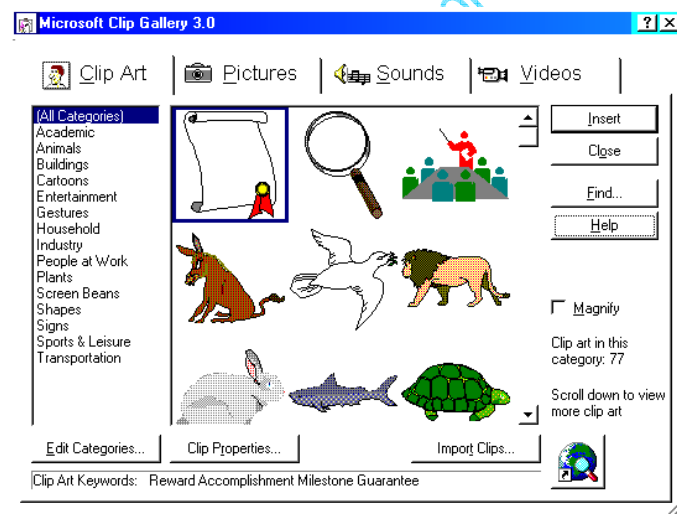 Microsoft Clip Gallery 3.0
Clip Art
Pictures
Sounds
Videos
(All Categories)
Academic
Animals
Buildings
Cartoons
Entertainment
Gestures
Household
Industry
People at Work
Plants
Screen Beans
Shapes
Signs
Sports & Leisure
Transportation
Insert
Close
Find...
Help
Magnify
Clip art in this
category: 77
Scroll down to view
more clip art
Edit Categories...
Clip Properties...
Import Clips...
Clip Art Keywords: Reward Accomplishment Milestone Guarantee